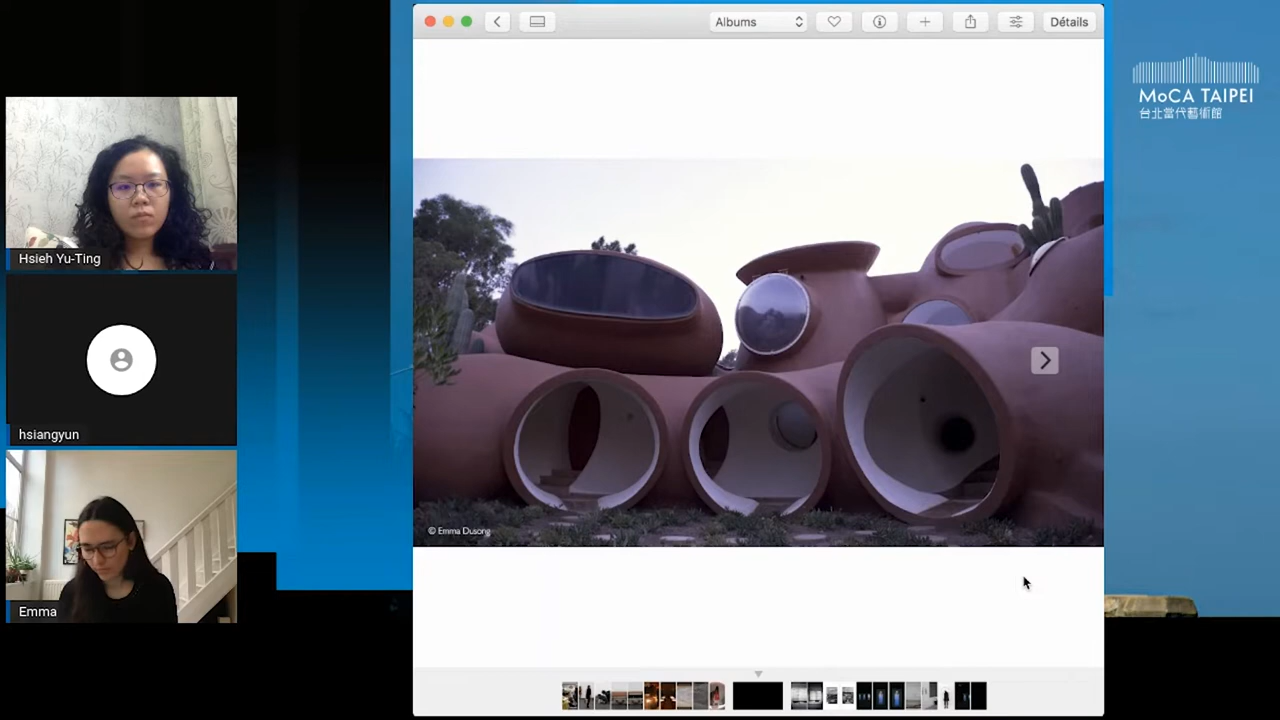 Albums
Détails
MoCA TAIPEI
台北當代藝術館
Hsieh Yu-Ting
hsiangyun
© Emma Dusong
Emma